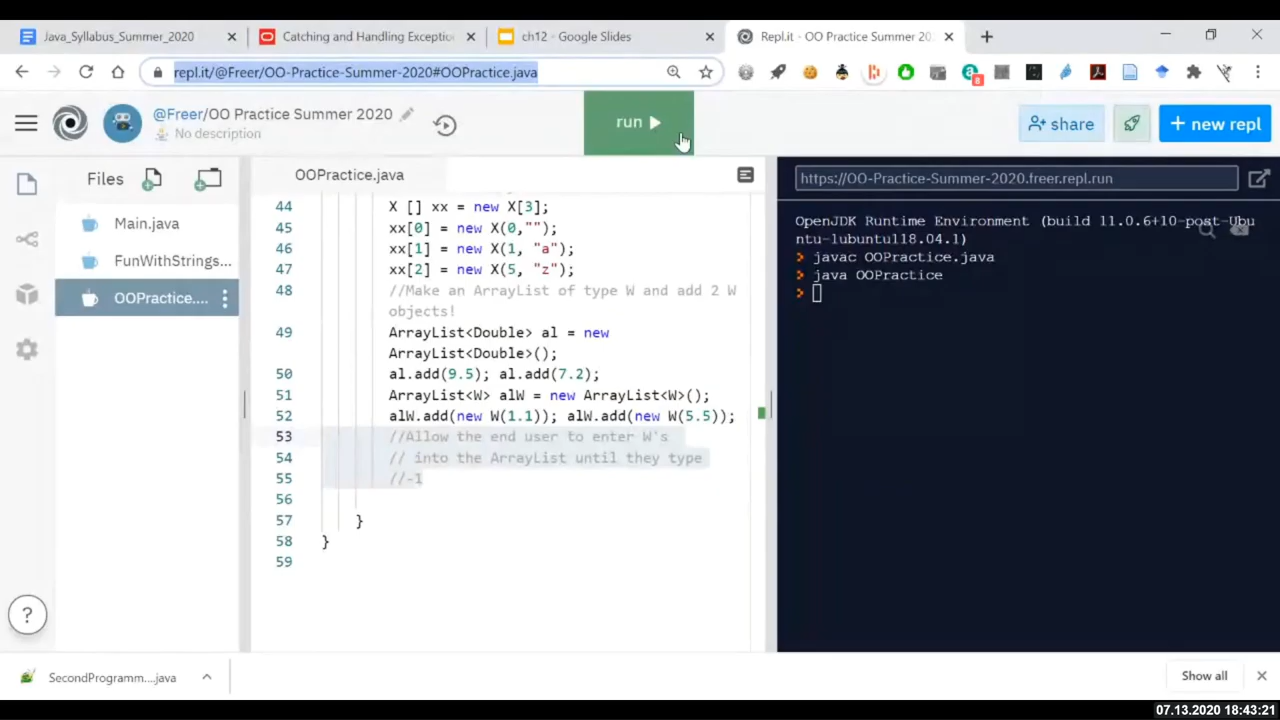 Java_Syllabus_Summer_2020
Catching and Handling Exceptio
ch12 - Google Slides
Repl.it - OO Practice Summer 20
repl.it/@Freer/OO-Practice-Summer-2020#OOPractice.java
@Freer/OO Practice Summer 2020
No description
run
share
+ new repl
Files
Main.java
FunWithStrings...
OOPractice....
OOPractice.java
44 X [] xx = new X[3];
45 xx[0] = new X(0,"");
46 xx[1] = new X(1, "a");
47 xx[2] = new X(5, "z");
48 //Make an ArrayList of type W and add 2 W
objects!
49 ArrayList<Double> al = new
ArrayList<Double>();
50 al.add(9.5); al.add(7.2);
51 ArrayList<W> alW = new ArrayList<W>();
52 alW.add(new W(1.1)); alW.add(new W(5.5));
53 //Allow the end user to enter W's
54 // into the ArrayList until they type
55 //-1
56
57 }
58 }
59
https://OO-Practice-Summer-2020.freer.repl.run
OpenJDK Runtime Environment (build 11.0.6+10-post-Ubu
ntu-1ubuntu118.04.1)
> javac OOPractice.java
> java OOPractice
>
?
SecondProgramm....java
Show all
07.13.2020 18:43:21